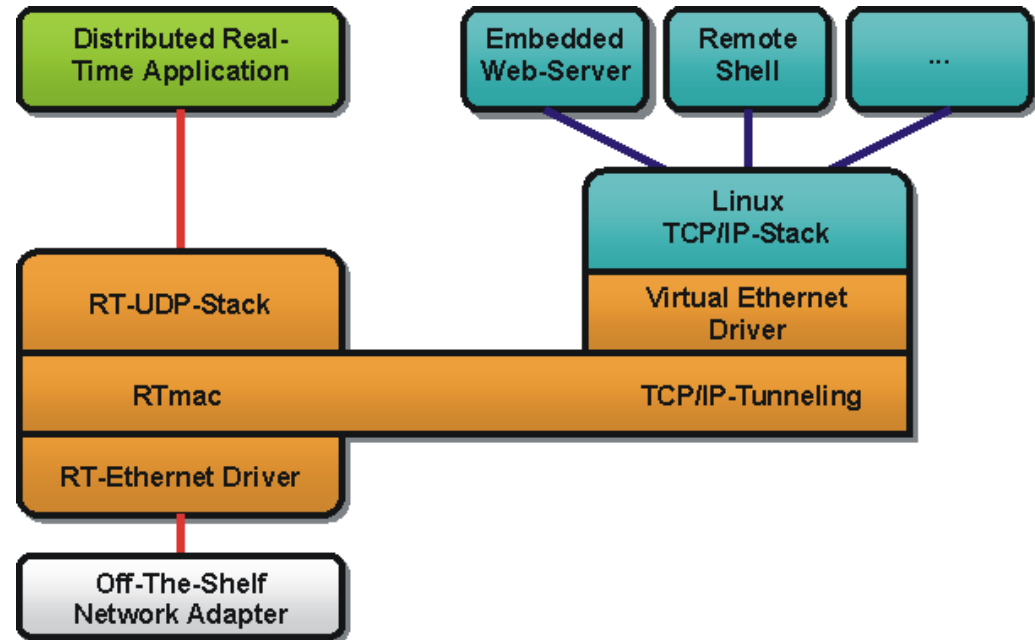 Distributed Real-
Time Application
Embedded
Web-Server
Remote
Shell
...
Linux
TCP/IP-Stack
RT-UDP-Stack
Virtual Ethernet
Driver
RTmac
TCP/IP-Tunneling
RT-Ethernet Driver
Off-The-Shelf
Network Adapter